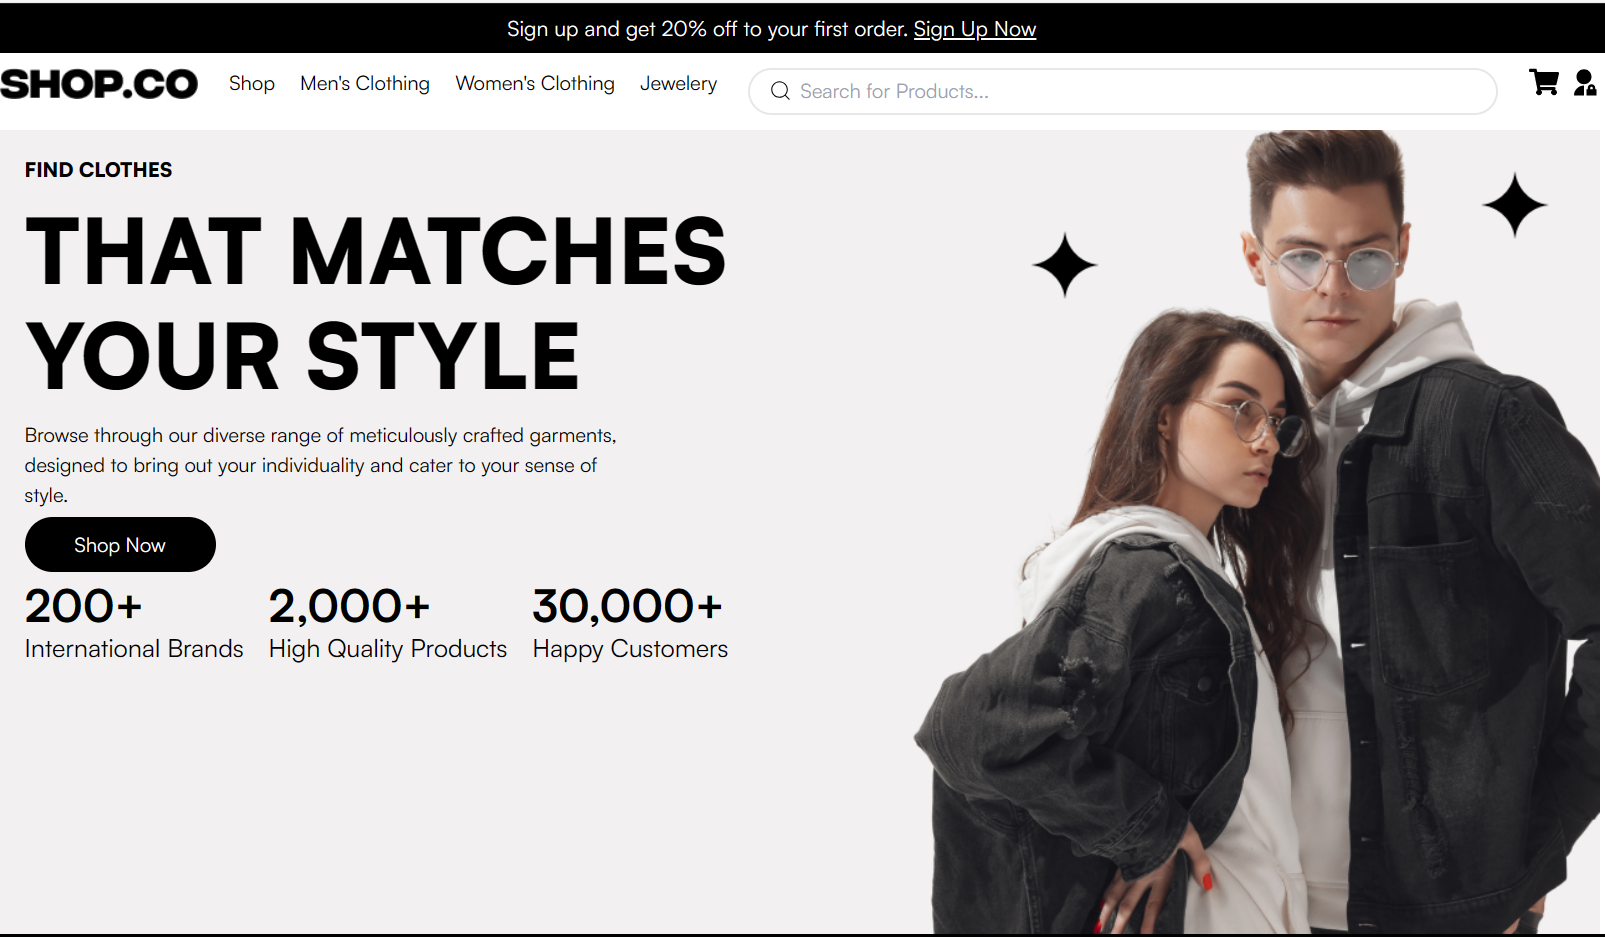 Sign up and get 20% off to your first order. Sign Up Now
SHOP.CO
Shop
Men's Clothing
Women's Clothing
Jewelery
Search for Products...
FIND CLOTHES
THAT MATCHES
YOUR STYLE
Browse through our diverse range of meticulously crafted garments,
designed to bring out your individuality and cater to your sense of
style.
Shop Now
200+
International Brands
2,000+
High Quality Products
30,000+
Happy Customers